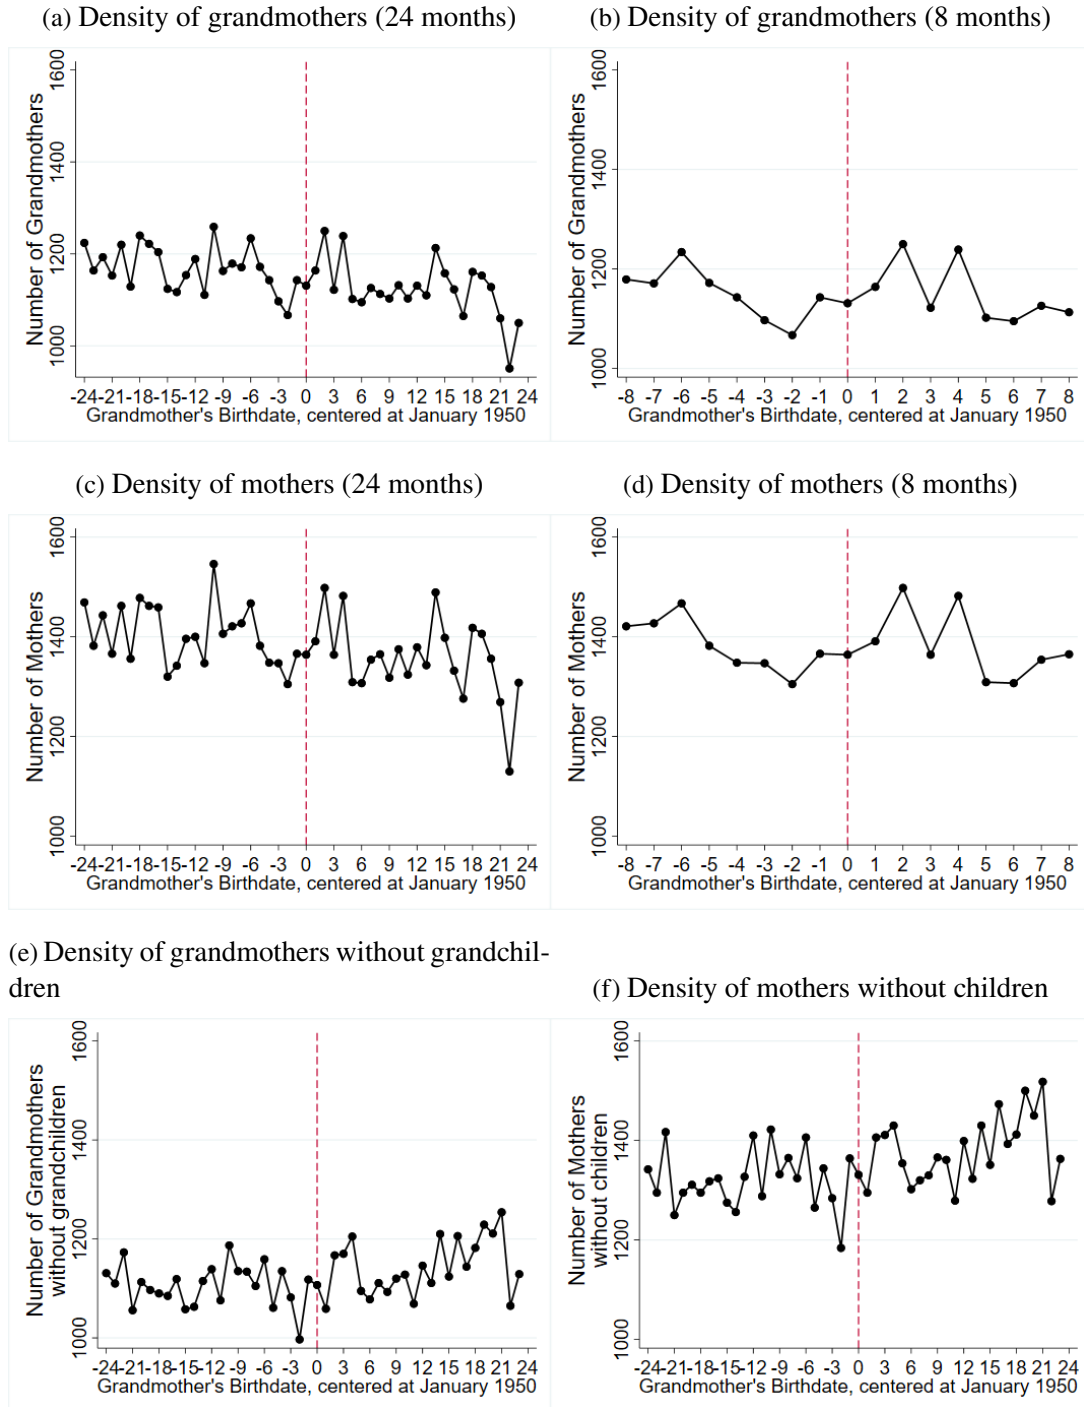 (a) Density of grandmothers (24 months)
Number of Grandmothers
1600
1400
1200
1000
-24-21-18-15-12 -9 -6 -3 0 3 6 9 12 15 18 21 24
Grandmother's Birthdate, centered at January 1950
(b) Density of grandmothers (8 months)
Number of Grandmothers
1600
1400
1200
1000
-8 -7 -6 -5 -4 -3 -2 -1 0 1 2 3 4 5 6 7 8
Grandmother's Birthdate, centered at January 1950
(c) Density of mothers (24 months)
Number of Mothers
1600
1400
1200
1000
-24-21-18-15-12 -9 -6 -3 0 3 6 9 12 15 18 21 24
Grandmother's Birthdate, centered at January 1950
(d) Density of mothers (8 months)
Number of Mothers
1600
1400
1200
1000
-8 -7 -6 -5 -4 -3 -2 -1 0 1 2 3 4 5 6 7 8
Grandmother's Birthdate, centered at January 1950
(e) Density of grandmothers without grandchil-
dren
Number of Grandmothers
without grandchildren
1600
1400
1200
1000
-24-21-18-15-12 -9 -6 -3 0 3 6 9 12 15 18 21 24
Grandmother's Birthdate, centered at January 1950
(f) Density of mothers without children
Number of Mothers
without children
1600
1400
1200
1000
-24-21-18-15-12 -9 -6 -3 0 3 6 9 12 15 18 21 24
Grandmother's Birthdate, centered at January 1950